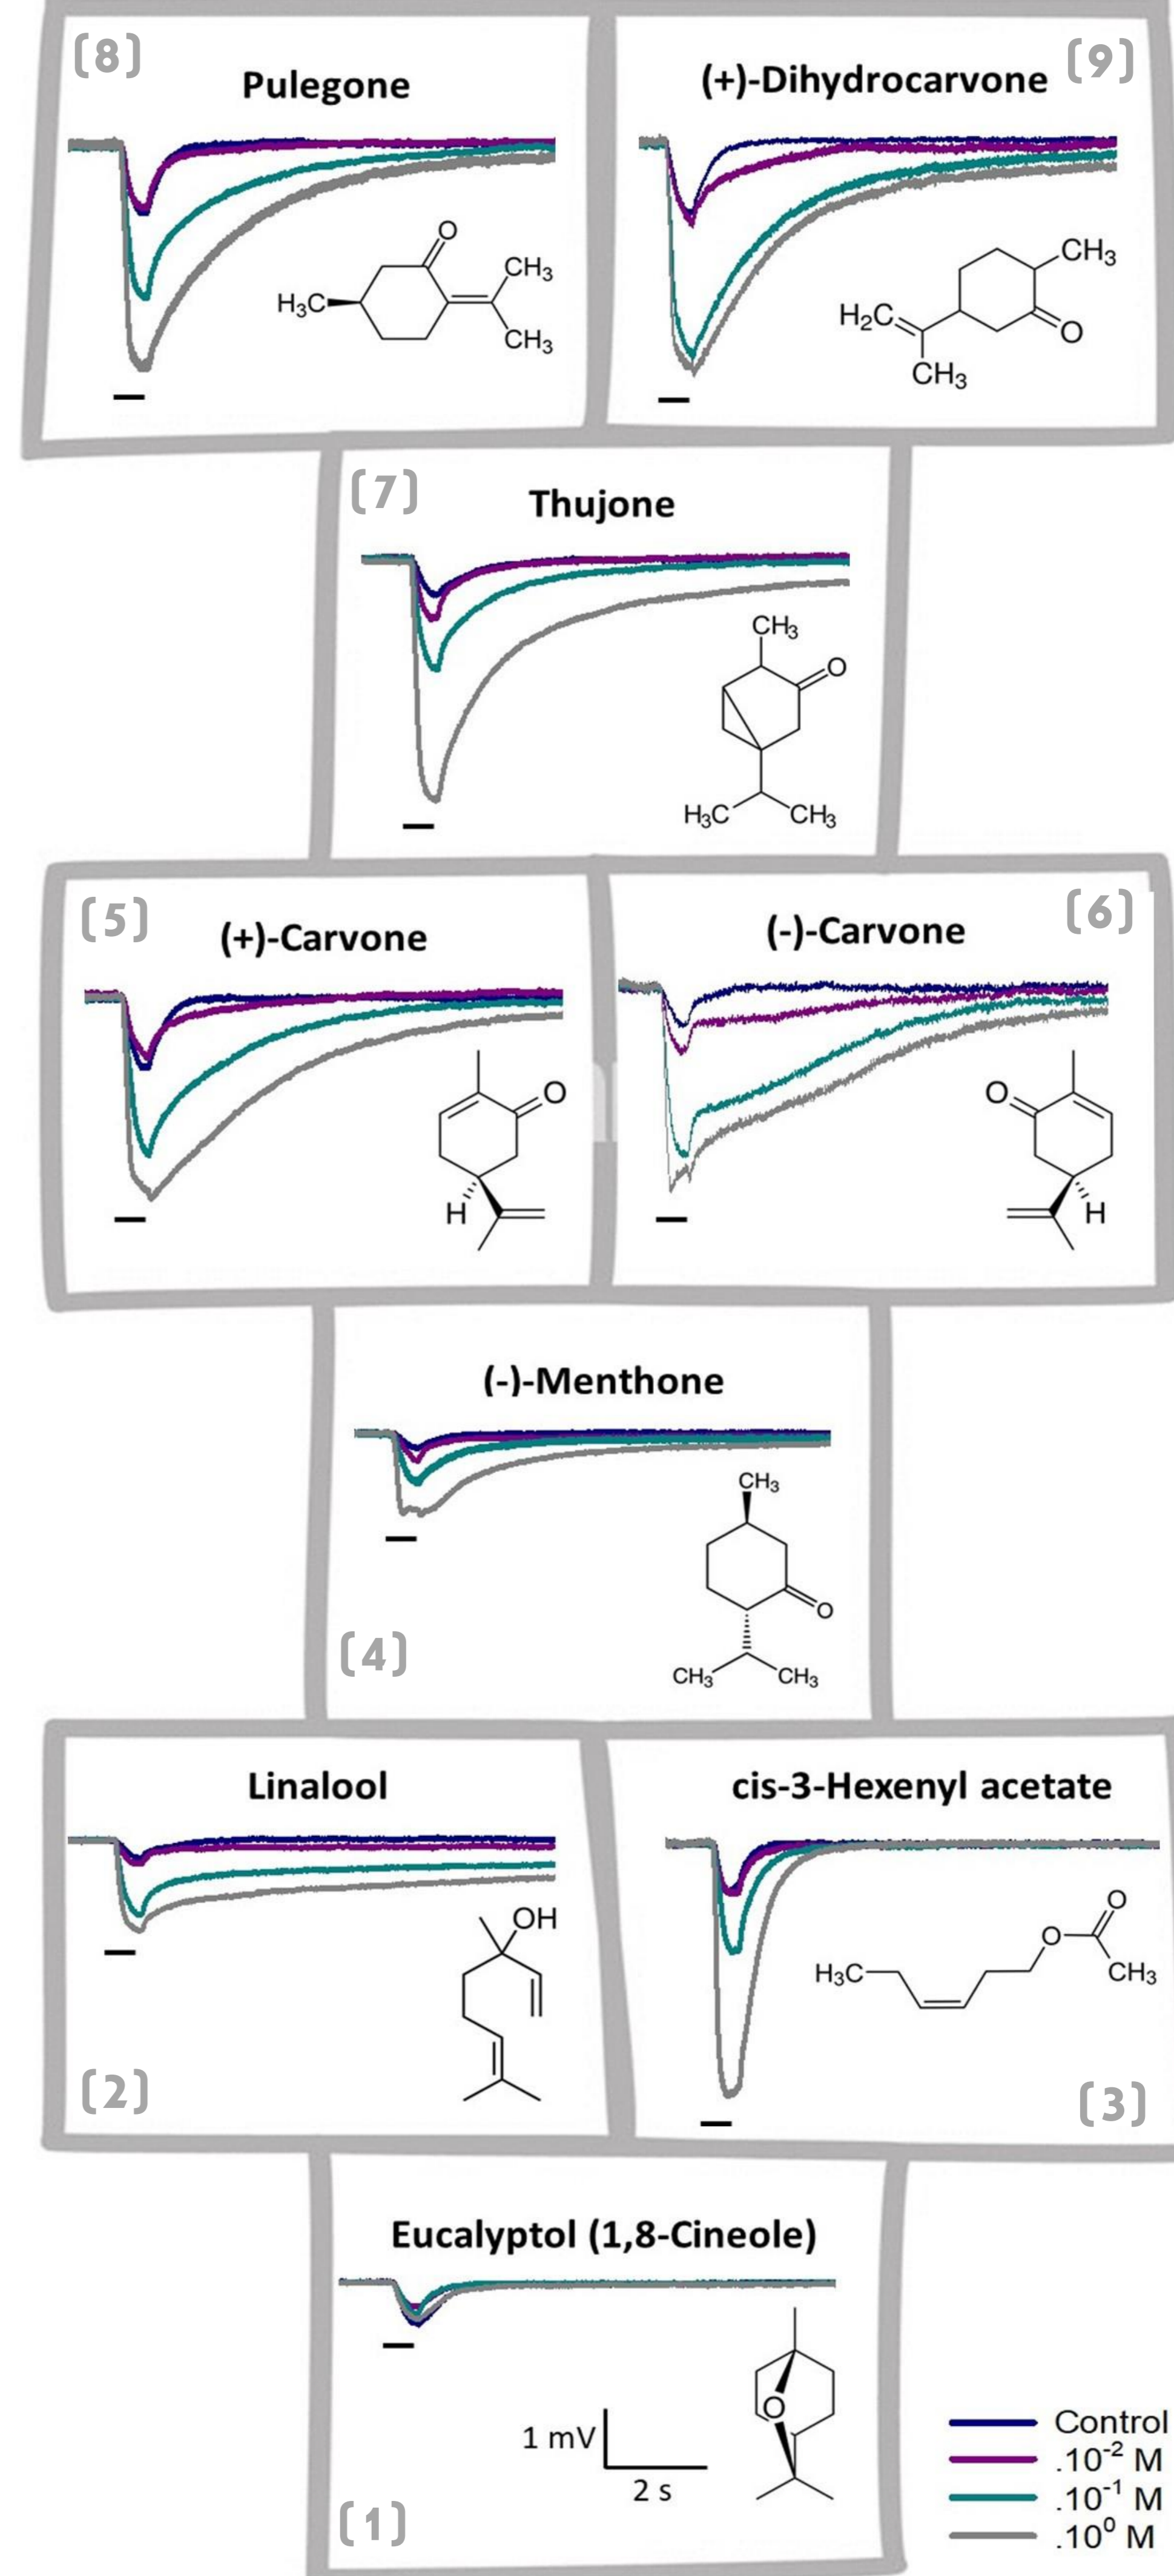 [8]
Pulegone
O
CH3
H3C
CH3
[9]
(+)-Dihydrocarvone
CH3
H2C
O
CH3
[7]
Thujone
CH3
O
H3C
CH3
[5]
(+)-Carvone
O
H
[6]
(-)-Carvone
O
H
(-)-Menthone
CH3
O
CH3
CH3
[4]
Linalool
OH
[2]
cis-3-Hexenyl acetate
O
O
H3C
CH3
[3]
Eucalyptol (1,8-Cineole)
O
1 mV
2 s
[1]
Control
.10⁻² M
.10⁻¹ M
.10⁰ M